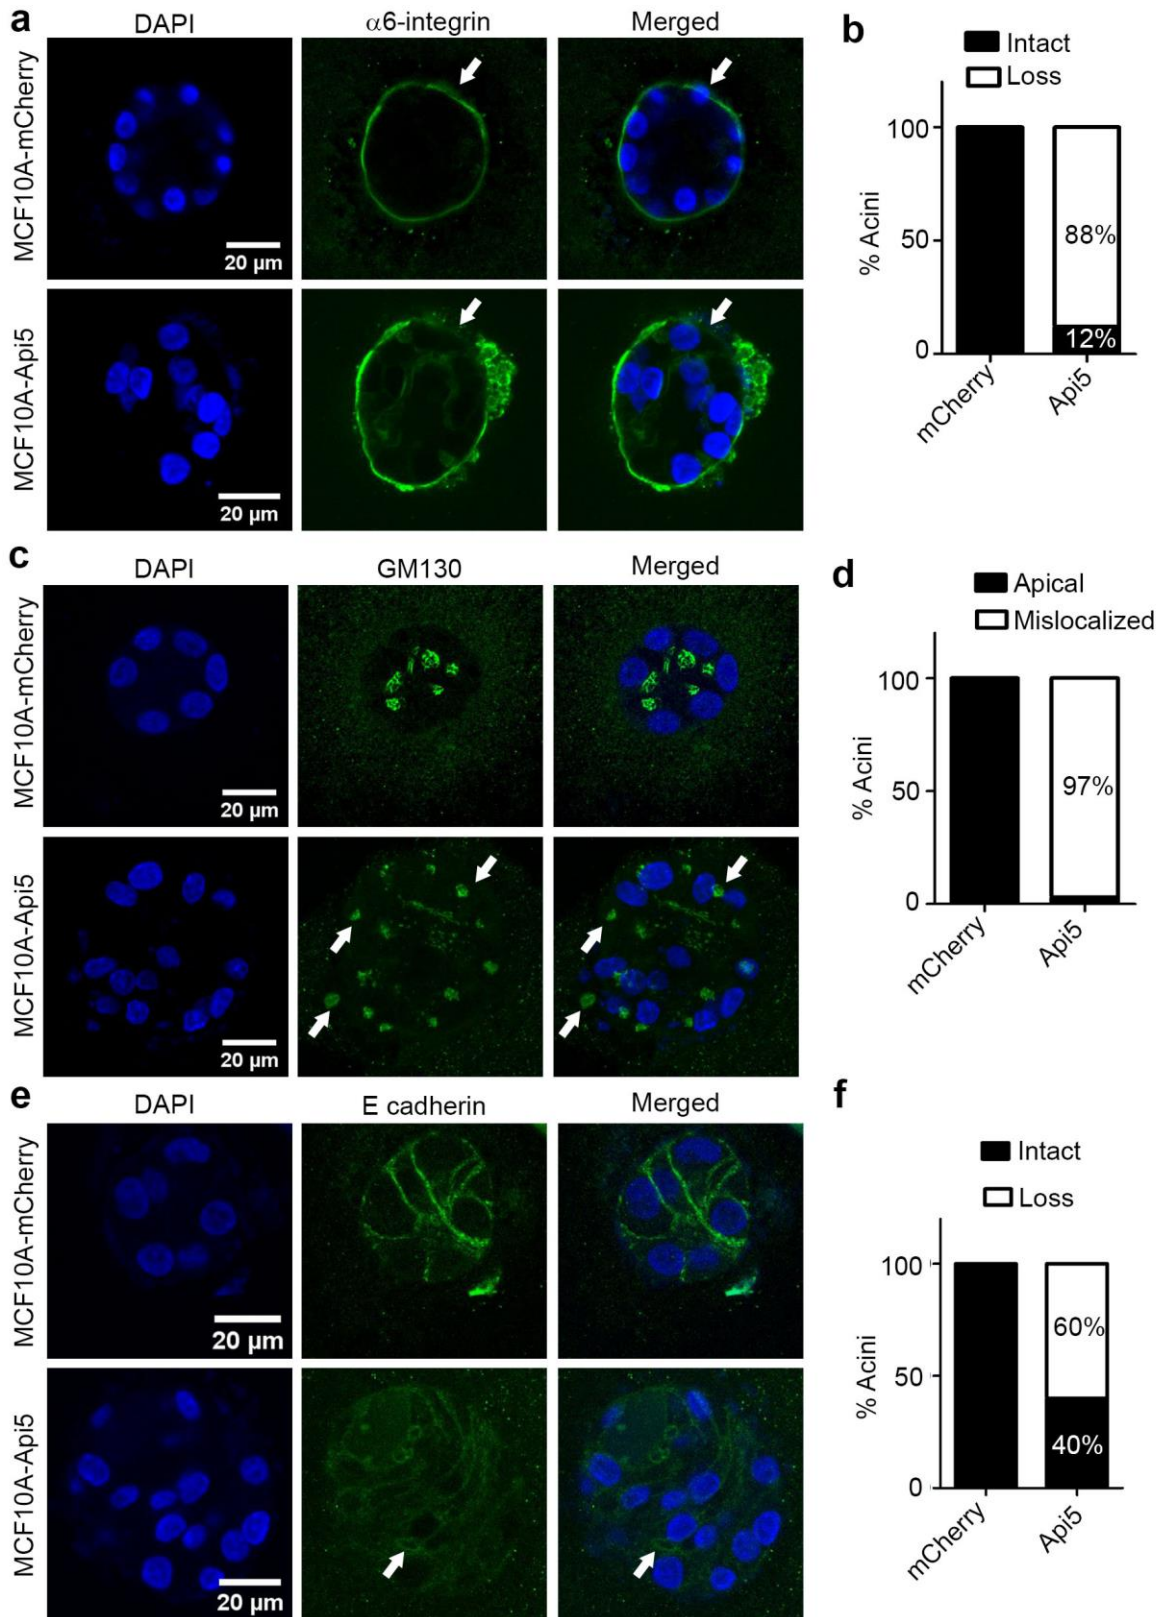 a
DAPI
α6-integrin
Merged
MCF10A-mCherry
20 µm
MCF10A-Api5
20 µm
b
Intact
Loss
% Acini
100
50
0
88%
12%
mCherry
Api5
c
DAPI
GM130
Merged
MCF10A-mCherry
20 µm
MCF10A-Api5
20 µm
d
Apical
Mislocalized
% Acini
100
50
0
97%
mCherry
Api5
e
DAPI
E cadherin
Merged
MCF10A-mCherry
20 µm
MCF10A-Api5
20 µm
f
Intact
Loss
% Acini
100
50
0
60%
40%
mCherry
Api5